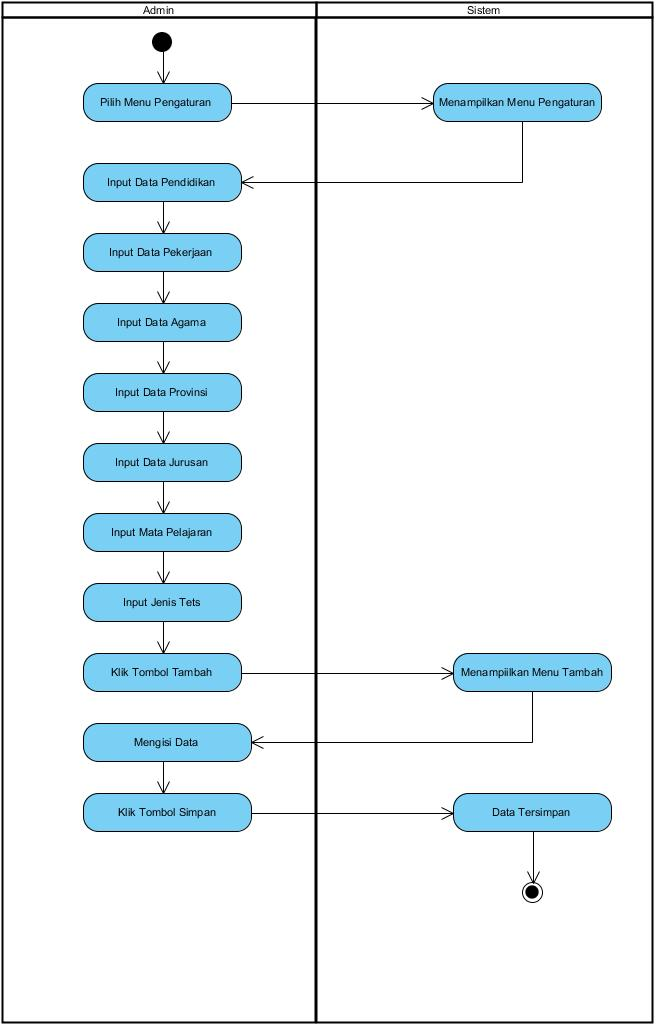 Admin
Sistem
Pilih Menu Pengaturan
Menampilkan Menu Pengaturan
Input Data Pendidikan
Input Data Pekerjaan
Input Data Agama
Input Data Provinsi
Input Data Jurusan
Input Mata Pelajaran
Input Jenis Tets
Klik Tombol Tambah
Menampiilkan Menu Tambah
Mengisi Data
Klik Tombol Simpan
Data Tersimpan